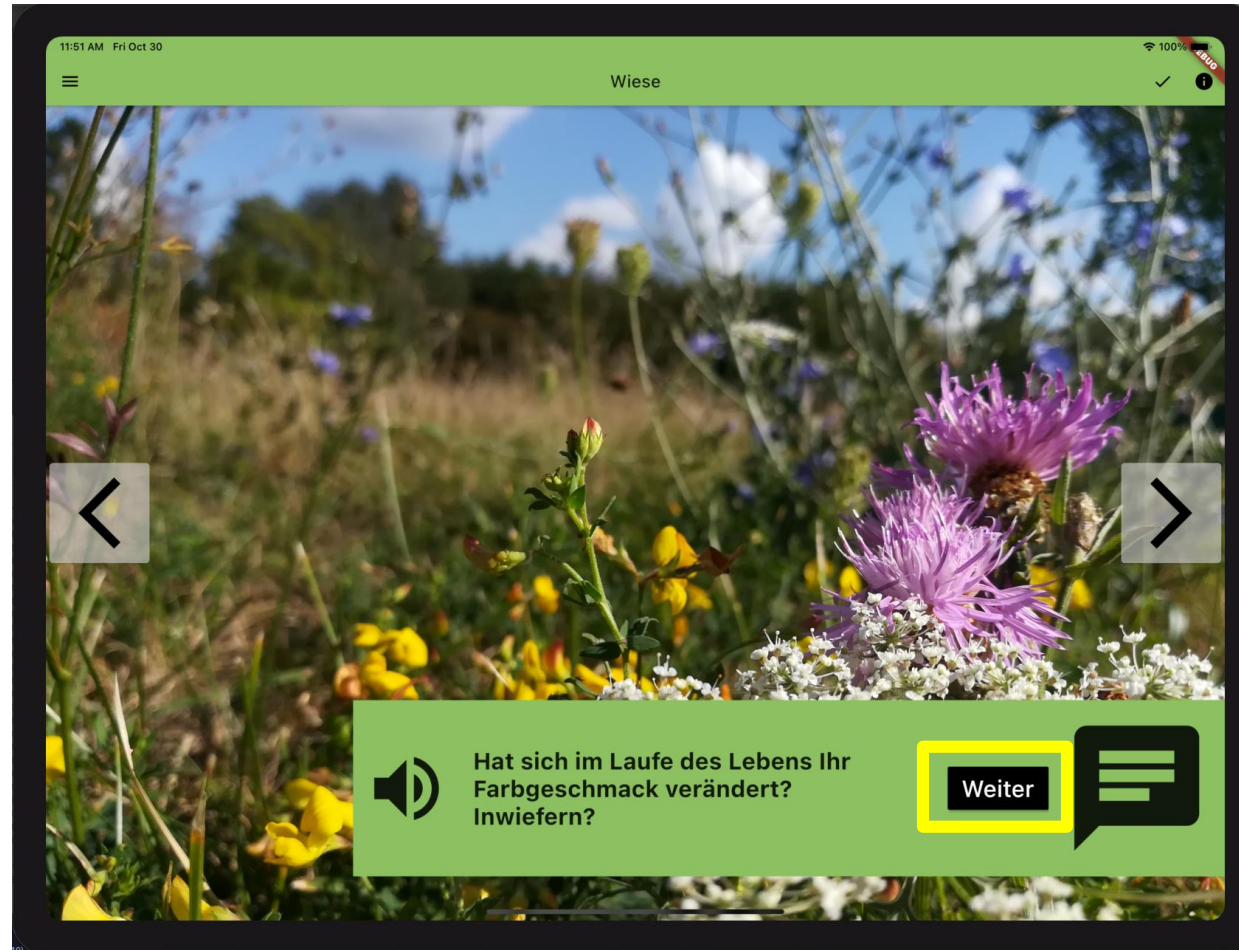 11:51 AM Fri Oct 30
100%
Wiese
Hat sich im Laufe des Lebens Ihr
Farbgeschmack verändert?
Inwiefern?
Weiter